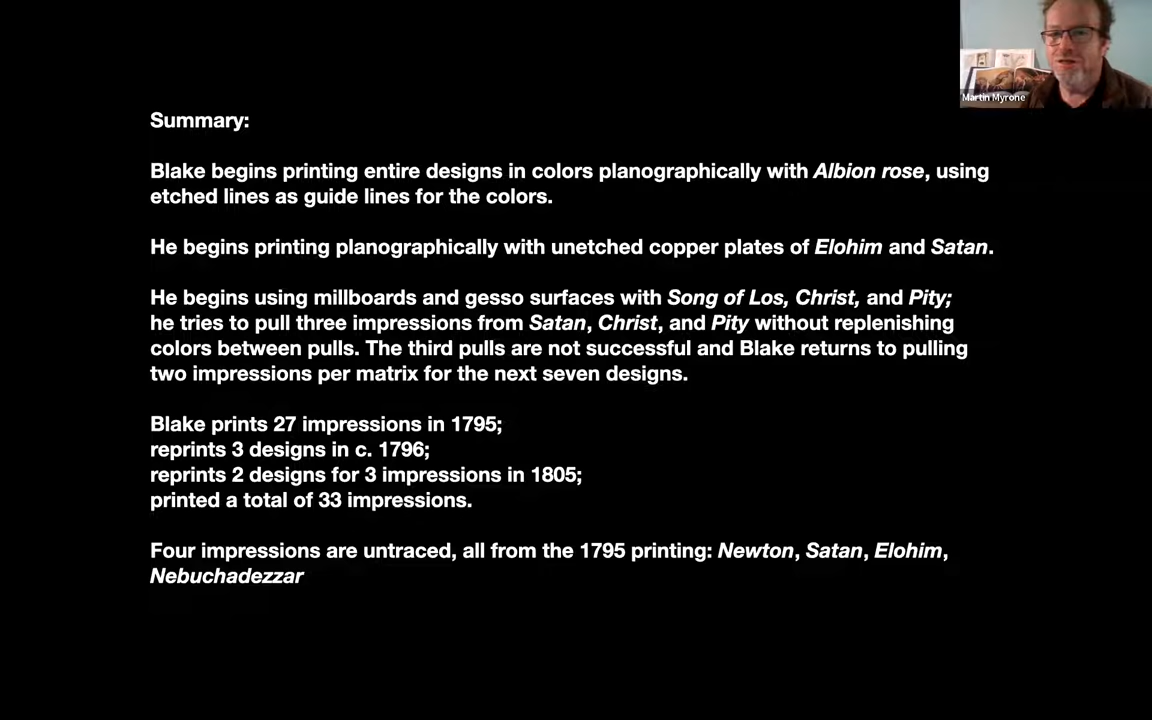 Martin Myrone
Summary:
Blake begins printing entire designs in colors planographically with Albion rose, using
etched lines as guide lines for the colors.
He begins printing planographically with unetched copper plates of Elohim and Satan.
He begins using millboards and gesso surfaces with Song of Los, Christ, and Pity;
he tries to pull three impressions from Satan, Christ, and Pity without replenishing
colors between pulls. The third pulls are not successful and Blake returns to pulling
two impressions per matrix for the next seven designs.
Blake prints 27 impressions in 1795;
reprints 3 designs in c. 1796;
reprints 2 designs for 3 impressions in 1805;
printed a total of 33 impressions.
Four impressions are untraced, all from the 1795 printing: Newton, Satan, Elohim,
Nebuchadezzar